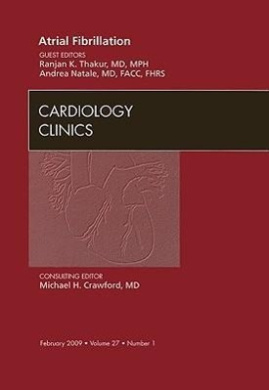 Atrial Fibrillation
GUEST EDITORS
Ranjan K. Thakur, MD, MPH
Andrea Natale, MD, FACC, FHRS
CARDIOLOGY
CLINICS
CONSULTING EDITOR
Michael H. Crawford, MD
February 2009 • Volume 27 • Number 1